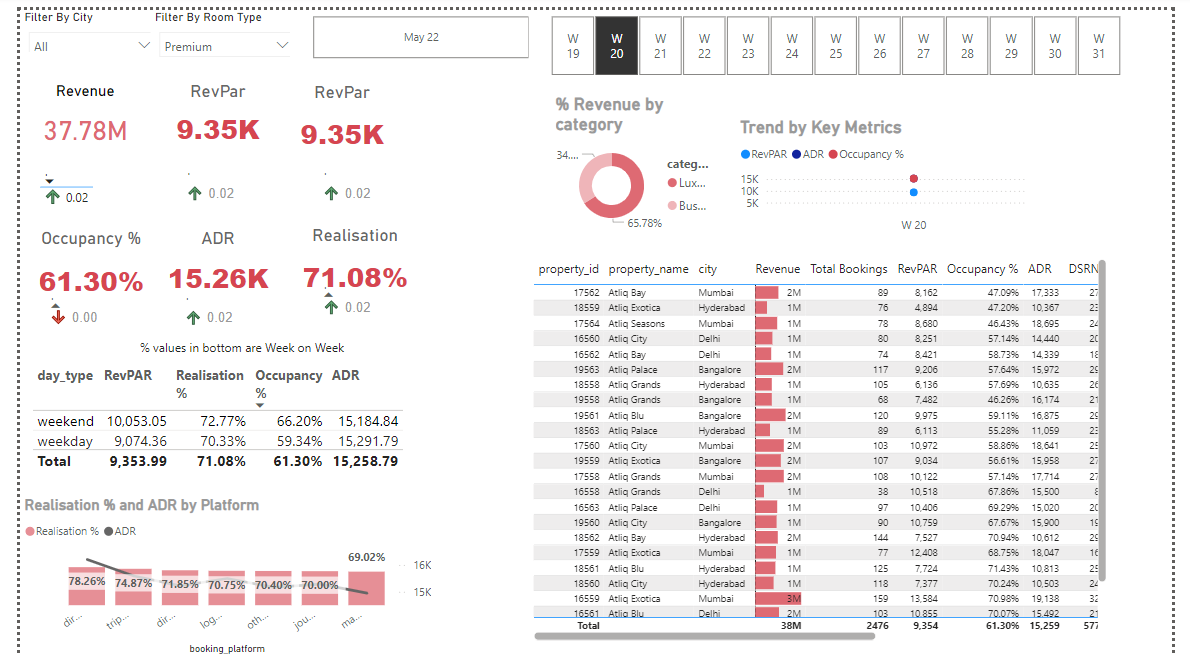 Filter By City
Filter By Room Type
All
Premium
May 22
W 19
W 20
W 21
W 22
W 23
W 24
W 25
W 26
W 27
W 28
W 29
W 30
W 31
Revenue
37.78M
0.02
RevPar
9.35K
0.02
RevPar
9.35K
0.02
Occupancy %
61.30%
0.00
ADR
15.26K
0.02
Realisation
71.08%
0.02
% values in bottom are Week on Week
day_type RevPAR Realisation % Occupancy % ADR
weekend 10,053.05 72.77% 66.20% 15,184.84
weekday 9,074.36 70.33% 59.34% 15,291.79
Total 9,353.99 71.08% 61.30% 15,258.79
Realisation % and ADR by Platform
Realisation % ADR
69.02%
78.26% 74.87% 71.85% 70.75% 70.40% 70.00%
16K
15K
dir... trip... dir... log... oth... jou... ma...
booking_platform
% Revenue by
category
34....
65.78%
categ...
Lux...
Bus...
Trend by Key Metrics
RevPAR ADR Occupancy %
15K
10K
5K
W 20
property_id property_name city Revenue Total Bookings RevPAR Occupancy % ADR DSRN
17562 Atliq Bay Mumbai 2M 89 8,162 47.09% 17,333 27
18559 Atliq Exotica Hyderabad 1M 76 4,894 47.20% 10,367 23
17564 Atliq Seasons Mumbai 1M 78 8,680 46.43% 18,695 24
16560 Atliq City Delhi 1M 80 8,251 57.14% 14,440 20
16562 Atliq Bay Delhi 1M 74 8,421 58.73% 14,339 18
19563 Atliq Palace Bangalore 2M 117 9,206 57.64% 15,972 29
18558 Atliq Grands Hyderabad 1M 105 6,136 57.69% 10,635 26
19558 Atliq Grands Bangalore 1M 68 7,482 46.26% 16,174 21
19561 Atliq Blu Bangalore 2M 120 9,975 59.11% 16,875 29
18563 Atliq Palace Hyderabad 1M 89 6,113 55.28% 11,059 23
17560 Atliq City Mumbai 2M 103 10,972 58.86% 18,641 25
19559 Atliq Exotica Bangalore 2M 107 9,034 56.61% 15,958 27
17558 Atliq Grands Mumbai 2M 108 10,122 57.14% 17,714 27
16558 Atliq Grands Delhi 1M 38 10,518 67.86% 15,500 8
16563 Atliq Palace Delhi 1M 97 10,406 69.29% 15,020 20
19560 Atliq City Bangalore 1M 90 10,759 67.67% 15,900 19
18562 Atliq Bay Hyderabad 2M 144 7,527 70.94% 10,612 29
17559 Atliq Exotica Mumbai 1M 77 12,408 68.75% 18,047 16
18561 Atliq Blu Hyderabad 1M 125 7,724 71.43% 10,813 25
18560 Atliq City Hyderabad 1M 118 7,377 70.24% 10,503 24
16559 Atliq Exotica Mumbai 3M 159 13,584 70.98% 19,138 32
16561 Atliq Blu Delhi 2M 103 10,855 70.07% 15,492 21
Total 38M 2476 9,354 61.30% 15,259 577